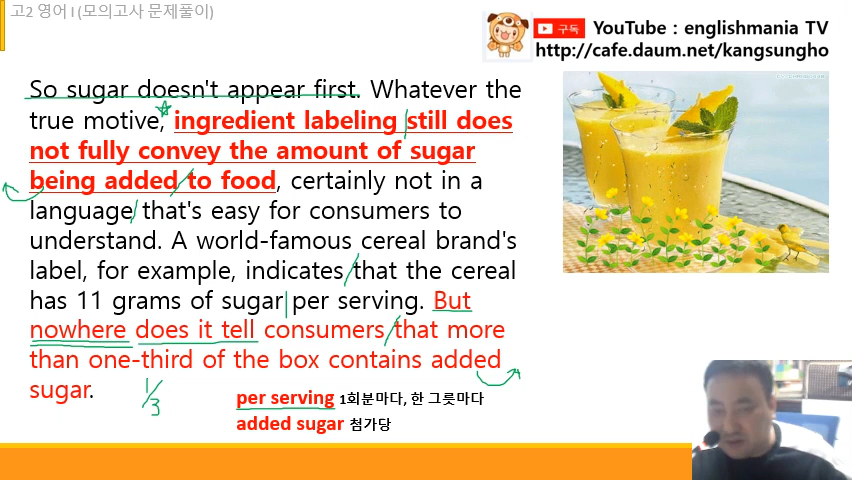 고2 영어 I (모의고사 문제풀이)
구독
YouTube : englishmania TV
http://cafe.daum.net/kangsungho
So sugar doesn't appear first. Whatever the
true motive, ingredient labeling still does
not fully convey the amount of sugar
being added to food, certainly not in a
language that's easy for consumers to
understand. A world-famous cereal brand's
label, for example, indicates that the cereal
has 11 grams of sugar per serving. But
nowhere does it tell consumers that more
than one-third of the box contains added
sugar.
1/3
per serving 1회분마다, 한 그릇마다
added sugar 첨가당